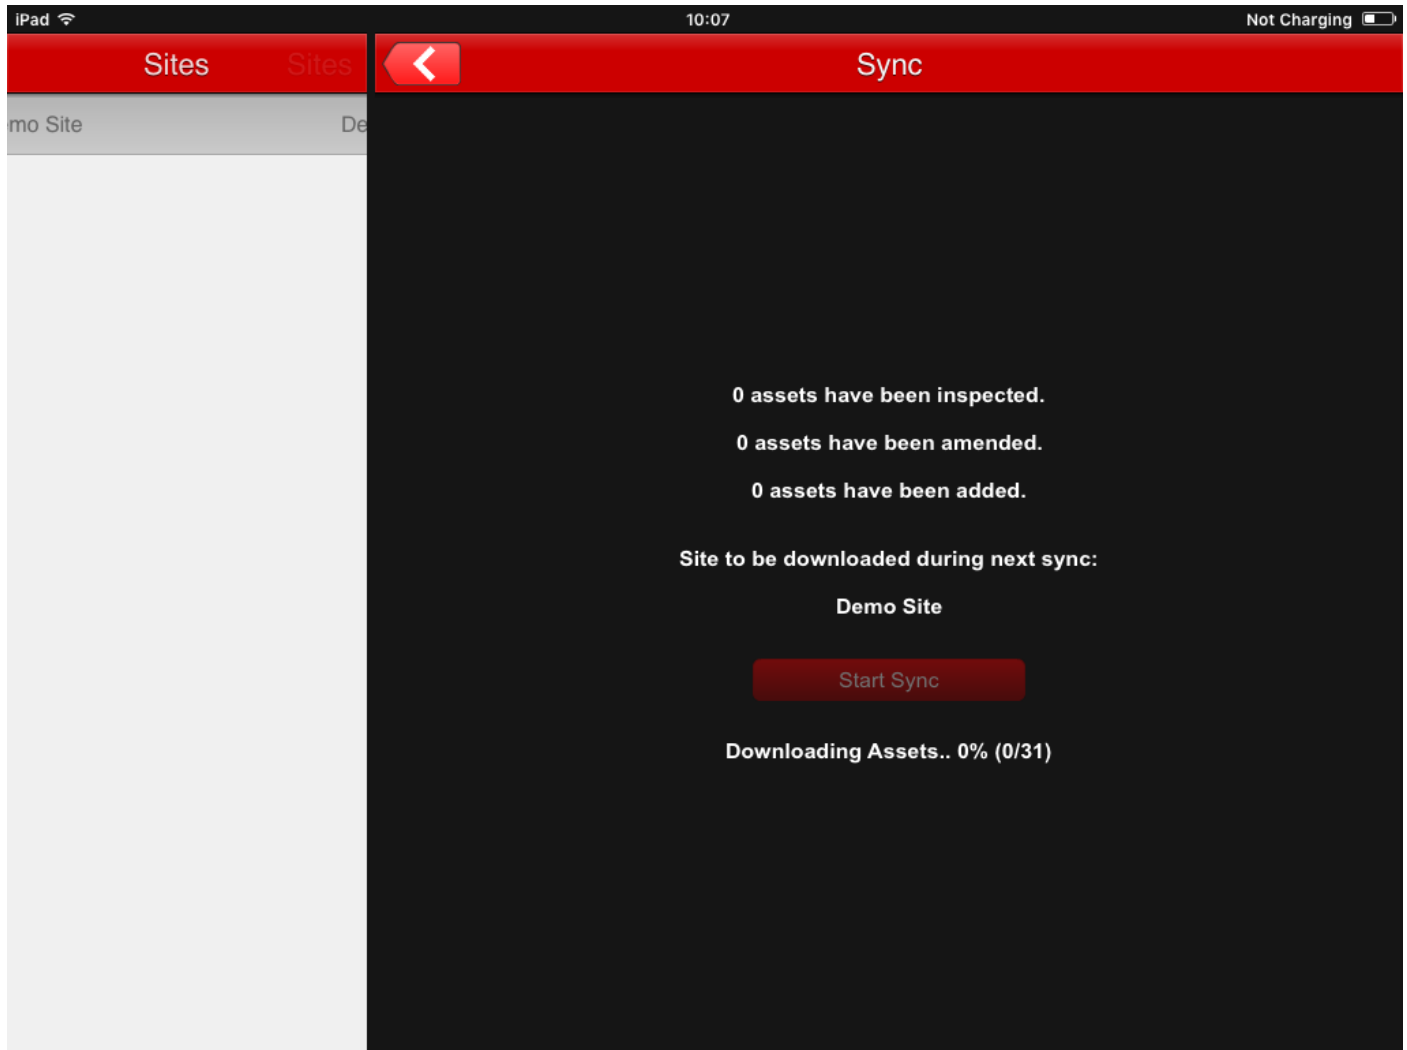 iPad 10:07 Not Charging
Sites Sites Sync
mo Site De
0 assets have been inspected.
0 assets have been amended.
0 assets have been added.
Site to be downloaded during next sync:
Demo Site
Start Sync
Downloading Assets.. 0% (0/31)